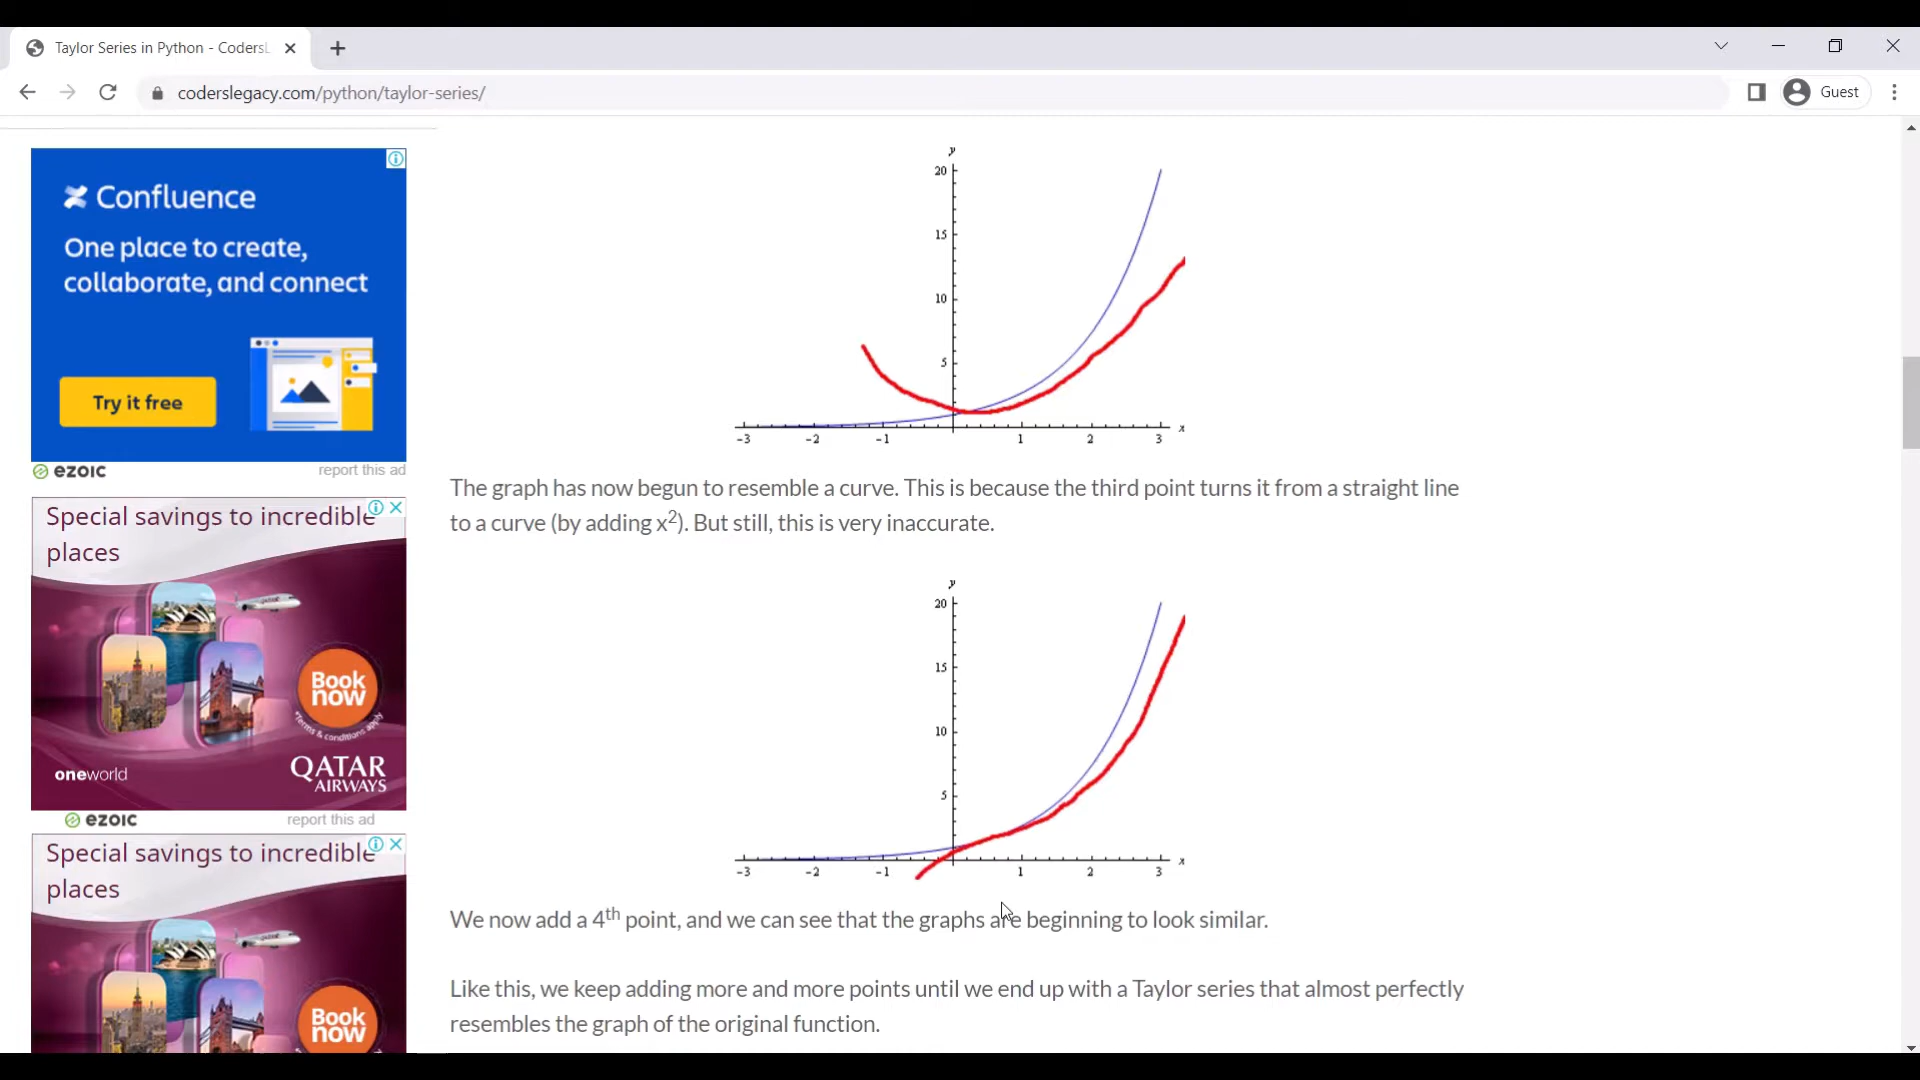 Taylor Series in Python - CodersL
coderslegacy.com/python/taylor-series/
Guest
Confluence
One place to create,
collaborate, and connect
Try it free
ezoic
report this ad
Special savings to incredible
places
Book
now
*Terms & conditions apply
oneworld
QATAR
AIRWAYS
ezoic
report this ad
Special savings to incredible
places
Book
now
y
20
15
10
5
-3 -2 -1 1 2 3 x
The graph has now begun to resemble a curve. This is because the third point turns it from a straight line
to a curve (by adding x²). But still, this is very inaccurate.
y
20
15
10
5
-3 -2 -1 1 2 3 x
We now add a 4th point, and we can see that the graphs are beginning to look similar.
Like this, we keep adding more and more points until we end up with a Taylor series that almost perfectly
resembles the graph of the original function.